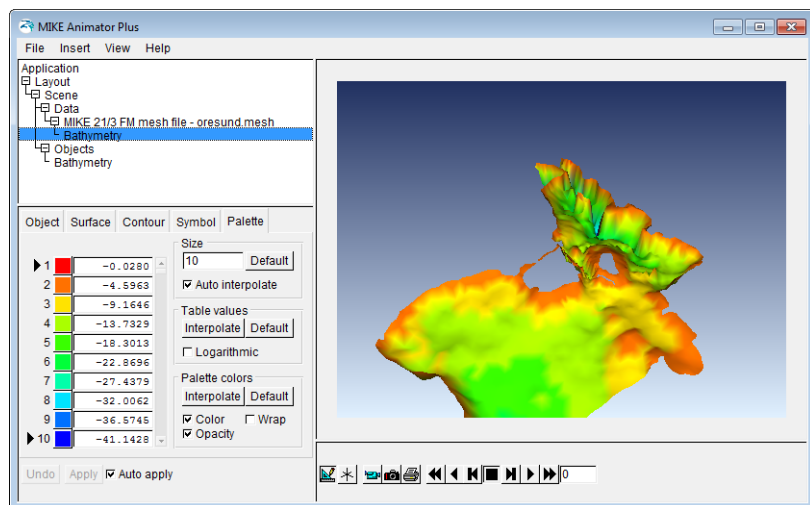 MIKE Animator Plus
File Insert View Help
Application
Layout
Scene
Data
MIKE 21/3 FM mesh file - oresund.mesh
Bathymetry
Objects
Bathymetry
Object Surface Contour Symbol Palette
1 -0.0280
2 -4.5963
3 -9.1646
4 -13.7329
5 -18.3013
6 -22.8696
7 -27.4379
8 -32.0062
9 -36.5745
10 -41.1428
Size
10 Default
Auto interpolate
Table values
Interpolate Default
Logarithmic
Palette colors
Interpolate Default
Color Wrap
Opacity
Undo Apply Auto apply
0